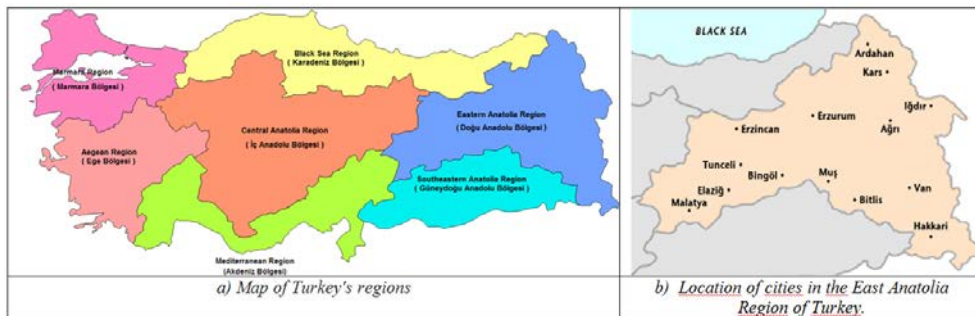 Black Sea Region
( Karadeniz Bölgesi )
Marmara Region
( Marmara Bölgesi )
Eastern Anatolia Region
( Doğu Anadolu Bölgesi )
Central Anatolia Region
( İç Anadolu Bölgesi )
Aegean Region
( Ege Bölgesi )
Southeastern Anatolia Region
( Güneydoğu Anadolu Bölgesi )
Mediterranean Region
(Akdeniz Bölgesi)
a) Map of Turkey's regions
BLACK SEA
Ardahan
Kars
Iğdır
Erzurum
Ağrı
Erzincan
Tunceli
Bingöl
Muş
Elaziğ
Van
Malatya
Bitlis
Hakkari
b) Location of cities in the East Anatolia
Region of Turkey.